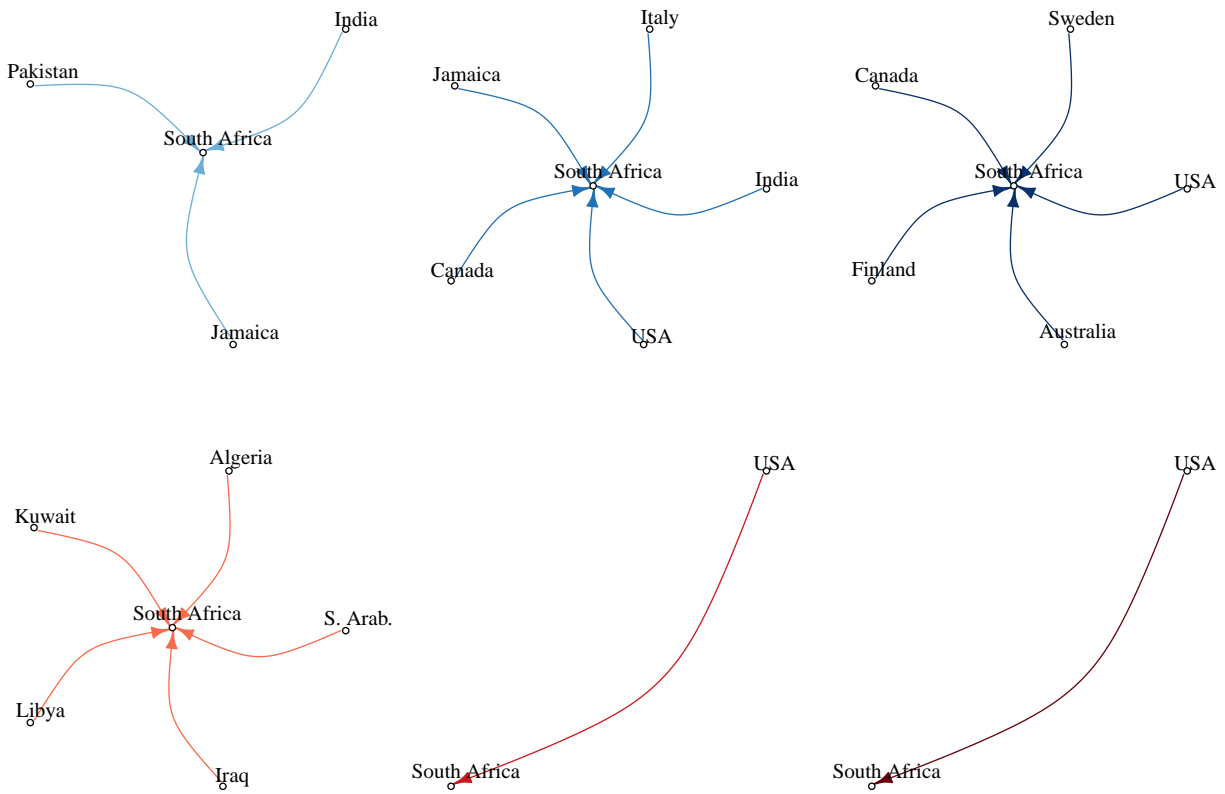 India
Pakistan
South Africa
Jamaica
Italy
Jamaica
South Africa
India
Canada
USA
Sweden
Canada
South Africa
USA
Finland
Australia
Algeria
Kuwait
South Africa
S. Arab.
Libya
Iraq
USA
South Africa
USA
South Africa